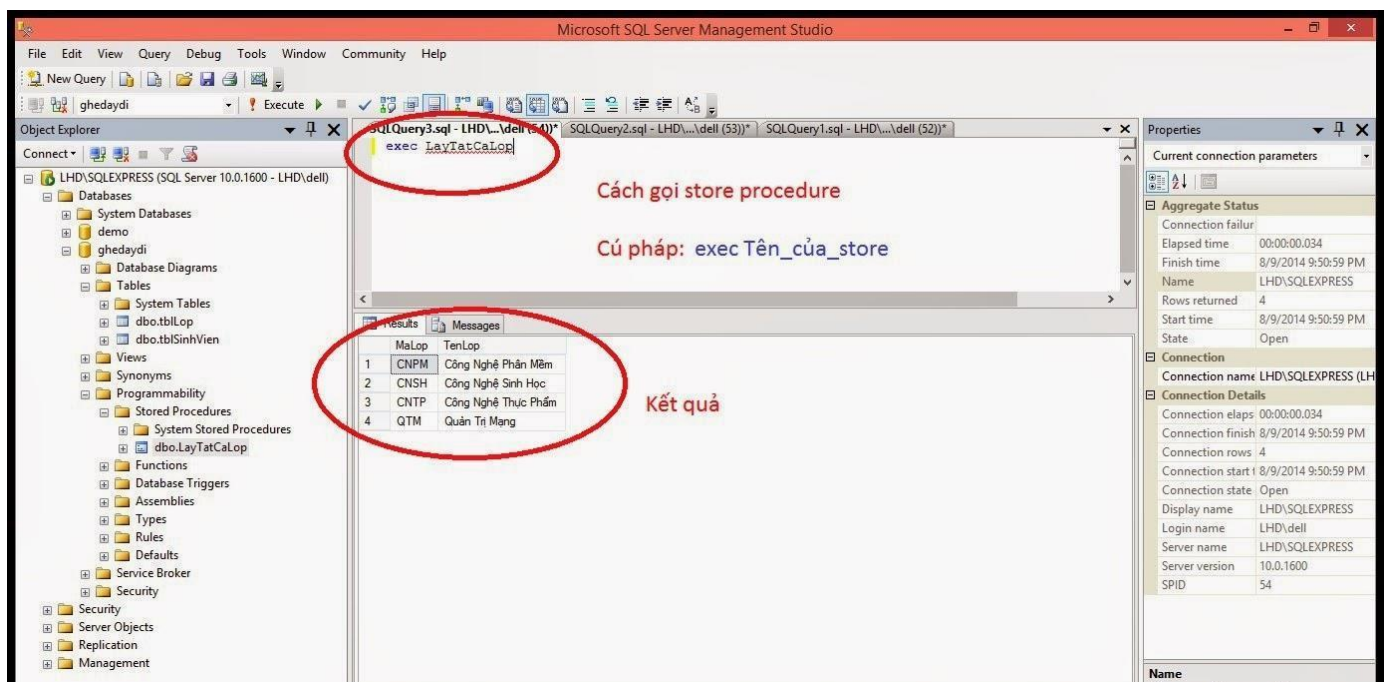 Microsoft SQL Server Management Studio
File Edit View Query Debug Tools Window Community Help
New Query
ghedaydi Execute
Object Explorer
Connect
LHD\SQLEXPRESS (SQL Server 10.0.1600 - LHD\dell)
Databases
System Databases
demo
ghedaydi
Database Diagrams
Tables
System Tables
dbo.tblLop
dbo.tblSinhVien
Views
Synonyms
Programmability
Stored Procedures
System Stored Procedures
dbo.LayTatCaLop
Functions
Database Triggers
Assemblies
Types
Rules
Defaults
Service Broker
Security
Security
Server Objects
Replication
Management
SQLQuery3.sql - LHD\...\dell (54))* SQLQuery2.sql - LHD\...\dell (53))* SQLQuery1.sql - LHD\...\dell (52))*
exec LayTatCaLop
Cách gọi store procedure
Cú pháp: exec Tên_của_store
Results Messages
MaLop TenLop
1 CNPM Công Nghệ Phần Mềm
2 CNSH Công Nghệ Sinh Học
3 CNTP Công Nghệ Thực Phẩm
4 QTM Quản Trị Mạng
Kết quả
Properties
Current connection parameters
Aggregate Status
Connection failur
Elapsed time 00:00:00.034
Finish time 8/9/2014 9:50:59 PM
Name LHD\SQLEXPRESS
Rows returned 4
Start time 8/9/2014 9:50:59 PM
State Open
Connection
Connection name LHD\SQLEXPRESS (LH
Connection Details
Connection elaps 00:00:00.034
Connection finish 8/9/2014 9:50:59 PM
Connection rows 4
Connection start t 8/9/2014 9:50:59 PM
Connection state Open
Display name LHD\SQLEXPRESS
Login name LHD\dell
Server name LHD\SQLEXPRESS
Server version 10.0.1600
SPID 54
Name